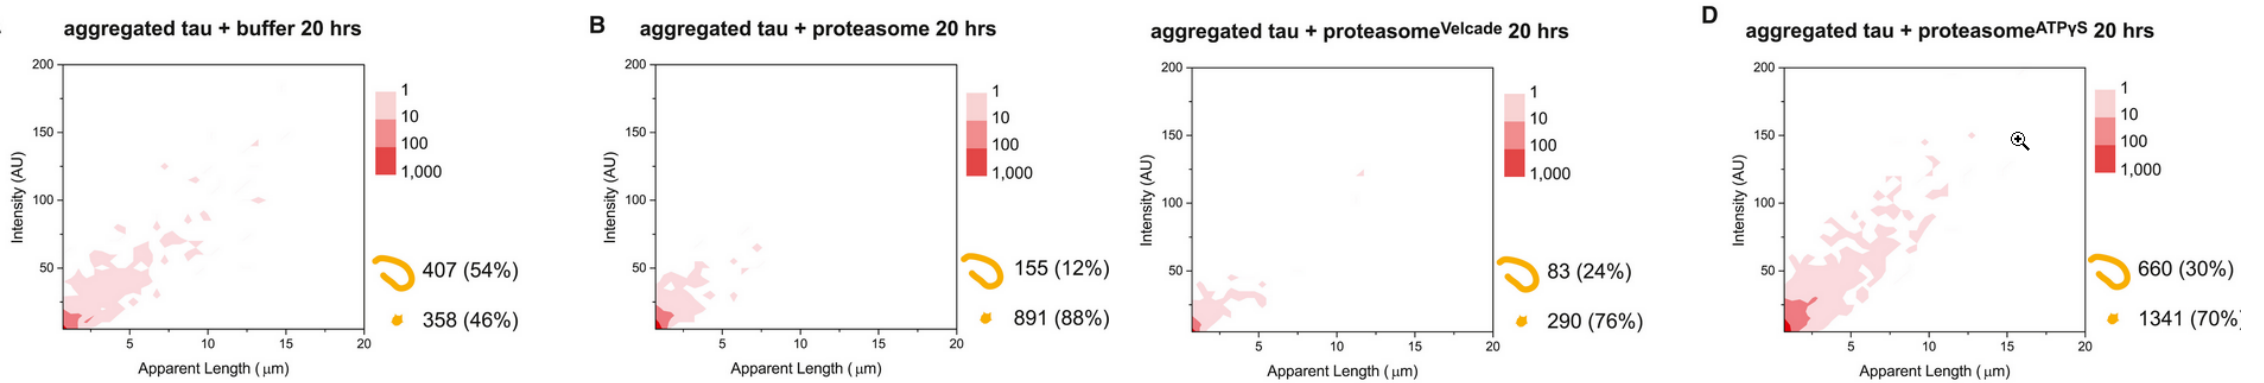 aggregated tau + buffer 20 hrs
200
150
100
50
Intensity (AU)
5 10 15 20
Apparent Length ( μm)
1
10
100
1,000
407 (54%)
358 (46%)
B
aggregated tau + proteasome 20 hrs
200
150
100
50
Intensity (AU)
5 10 15 20
Apparent Length ( μm)
1
10
100
1,000
155 (12%)
891 (88%)
aggregated tau + proteasomeVelcade 20 hrs
200
150
100
50
Intensity (AU)
5 10 15 20
Apparent Length ( μm)
1
10
100
1,000
83 (24%)
290 (76%)
D
aggregated tau + proteasomeATPγS 20 hrs
200
150
100
50
Intensity (AU)
5 10 15 20
Apparent Length ( μm)
1
10
100
1,000
660 (30%)
1341 (70%)